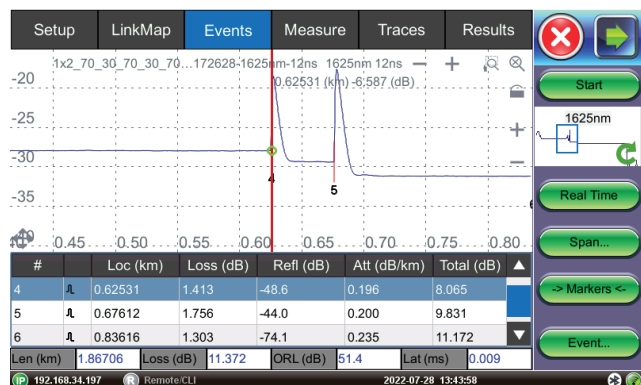 Setup LinkMap Events Measure Traces Results
1x2_70_30_70_30_70...172628-1625nm-12ns 1625nm 12ns
0.62531 (km) -6.587 (dB)
-20
-25
-30
-35
4
5
0.45 0.50 0.55 0.60 0.65 0.70 0.75 0.80
# Loc (km) Loss (dB) Refl (dB) Att (dB/km) Total (dB)
4 0.62531 1.413 -48.6 0.196 8.065
5 0.67612 1.756 -44.0 0.200 9.831
6 0.83616 1.303 -74.1 0.235 11.172
Len (km) 1.86706 Loss (dB) 11.372 ORL (dB) 51.4 Lat (ms) 0.009
IP 192.168.34.197 R Remote/CLI 2022-07-28 13:43:58
Start
1625nm
Real Time
Span...
-> Markers <-
Event...